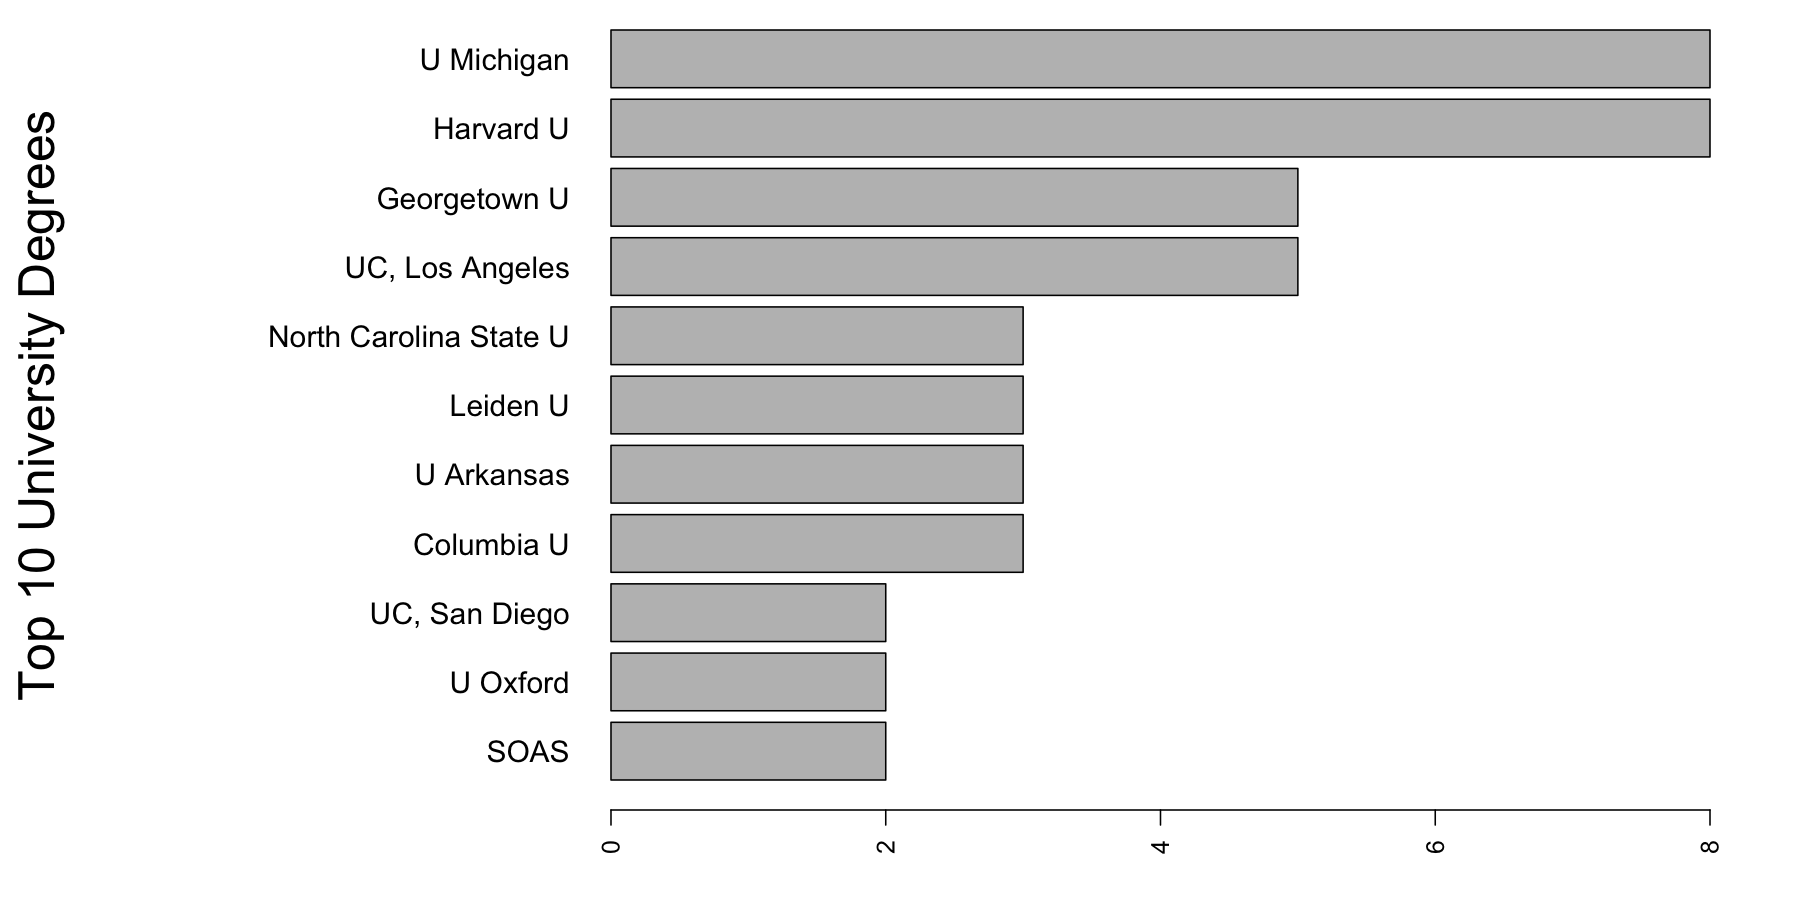 Top 10 University Degrees
U Michigan
Harvard U
Georgetown U
UC, Los Angeles
North Carolina State U
Leiden U
U Arkansas
Columbia U
UC, San Diego
U Oxford
SOAS
0 2 4 6 8